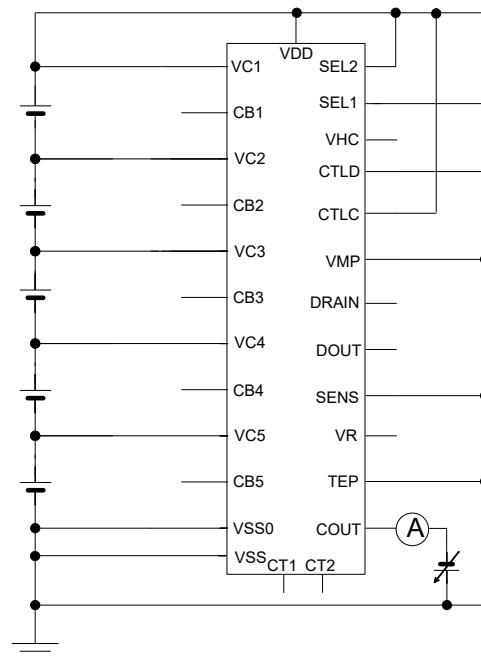 VDD
VC1
SEL2
CB1
SEL1
VC2
VHC
CTLD
CB2
CTLC
VC3
VMP
CB3
DRAIN
VC4
DOUT
CB4
SENS
VC5
VR
CB5
TEP
VSS0
COUT
A
VSS
CT1 CT2